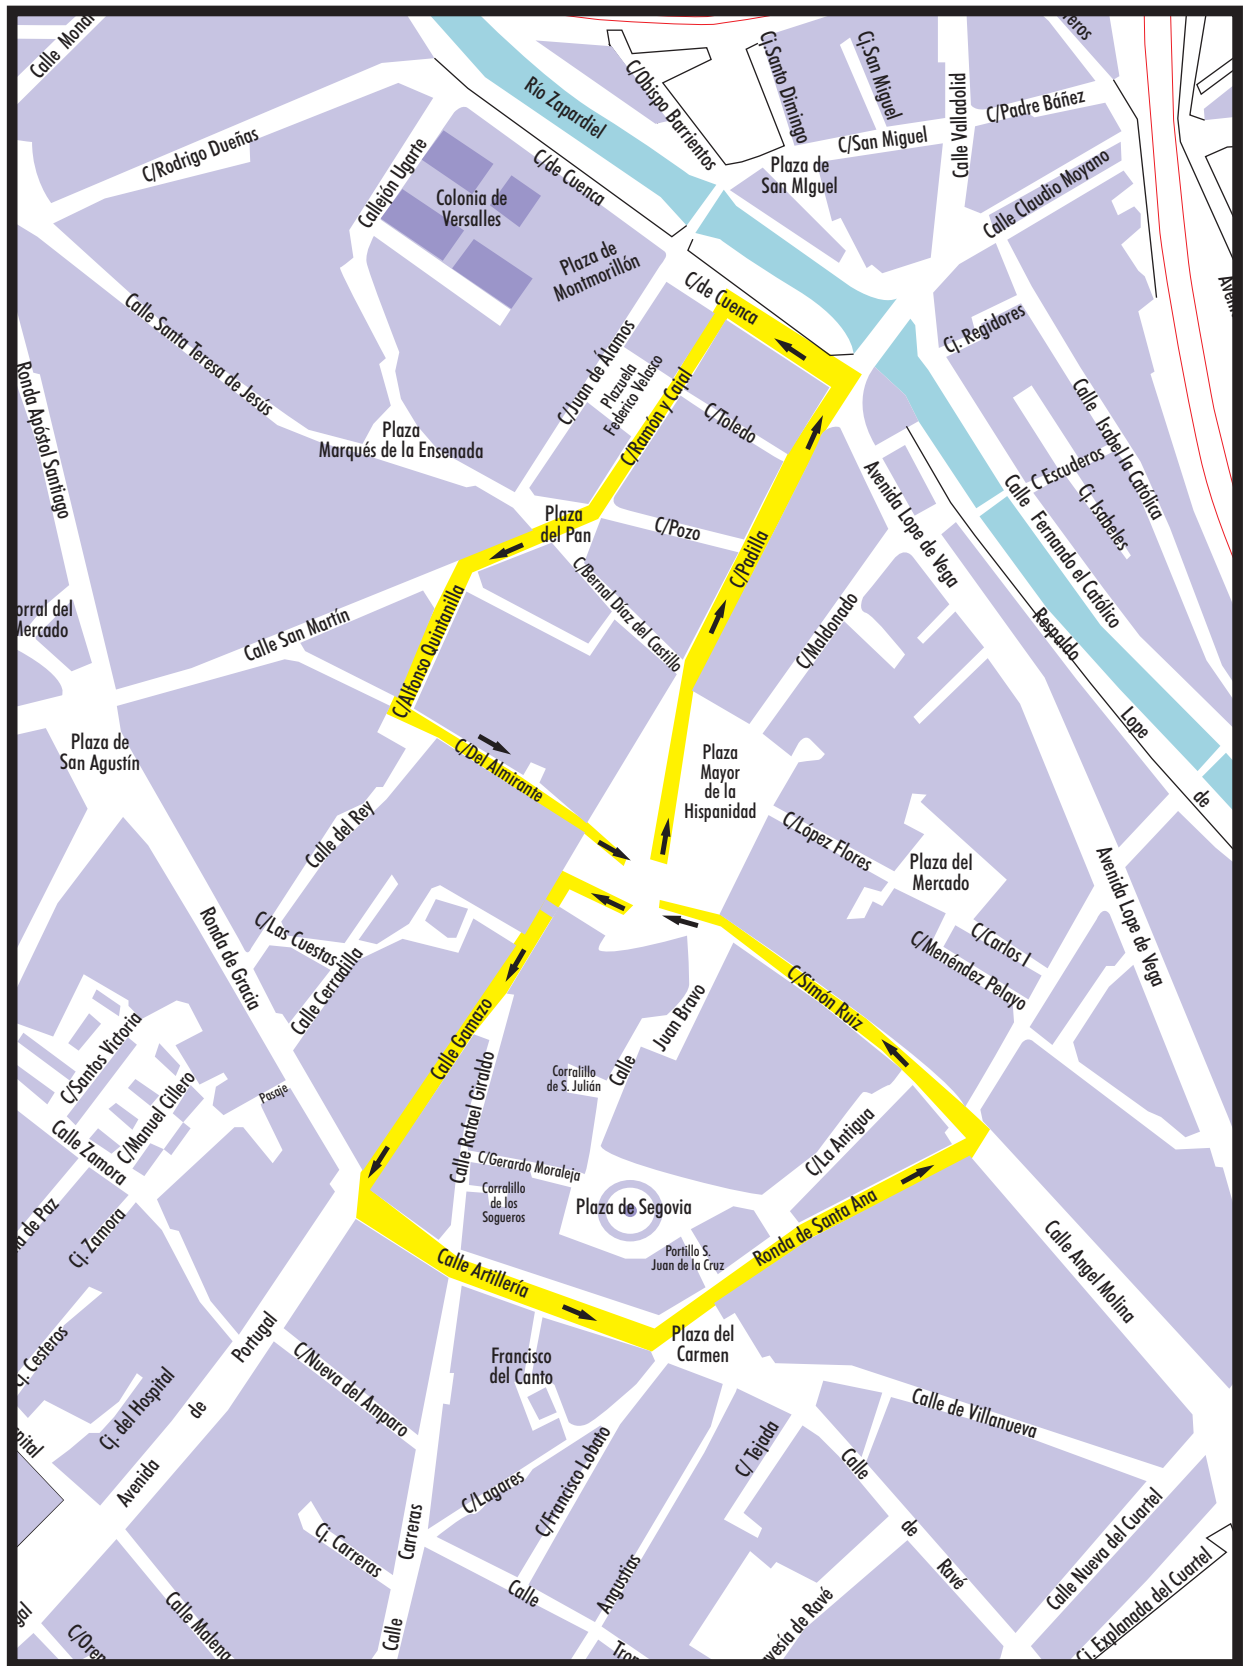 Calle Mondr
Río Zapardiel
C/Obispo Barrientos
Cj.Santo Dimingo
Cj.San Miguel
Calle Valladolid
C/Padre Báñez
C/San Miguel
Plaza de
San MIguel
Calle Claudio Moyano
C/Rodrigo Dueñas
Callejón Ugarte
C/de Cuenca
Colonia de
Versalles
Plaza de
Montmorillón
C/de Cuenca
Cj. Regidores
Calle Santa Teresa de Jesús
Ronda Apóstol Santiago
C/Juan de Álamos
Plazuela
Federico Velasco
C/Ramón y Cajal
C/Toledo
Plaza
Marqués de la Ensenada
Calle Isabel la Católica
C Escuderos
Cj. Isabeles
Calle Fernando el Católico
Avenida Lope de Vega
Plaza
del Pan
C/Pozo
C/Padilla
C/Bernal Díaz del Castillo
C/Maldonado
Respaldo
Lope
de
orral del
Mercado
Calle San Martín
C/Alfonso Quintanilla
Plaza de
San Agustín
C/Del Almirante
Plaza
Mayor
de la
Hispanidad
Calle del Rey
C/López Flores
Plaza del
Mercado
Avenida Lope de Vega
C/Las Cuestas
Calle Cerradilla
C/Carlos I
C/Menéndez Pelayo
Ronda de Gracia
C/Simón Ruiz
Juan Bravo
Calle
Calle Gamazo
Calle Rafael Giraldo
Corralillo
de S. Julián
C/Santos Victoria
C/Manuel Cillero
Pasaje
Calle Zamora
C/La Antigua
C/Gerardo Moraleja
Corralillo
de los
Sogueros
Plaza de Segovia
Cj. Zamora
de Paz
Ronda de Santa Ana
Portillo S.
Juan de la Cruz
Calle Angel Molina
Calle Artillería
Plaza del
Carmen
Cj. Cesteros
Portugal
de
Avenida
C/Nueva del Amparo
Francisco
del Canto
Cj. del Hospital
spital
Calle de Villanueva
C/ Tejada
C/Francisco Lobato
C/Lagares
Calle
de
Ravé
Cj. Carreras
Carreras
Calle
Calle
Angustias
Calle Nueva del Cuartel
Cj. Explanada del Cuartel
Calle Malena
C/Oren
gal
Tron
vesía de Ravé